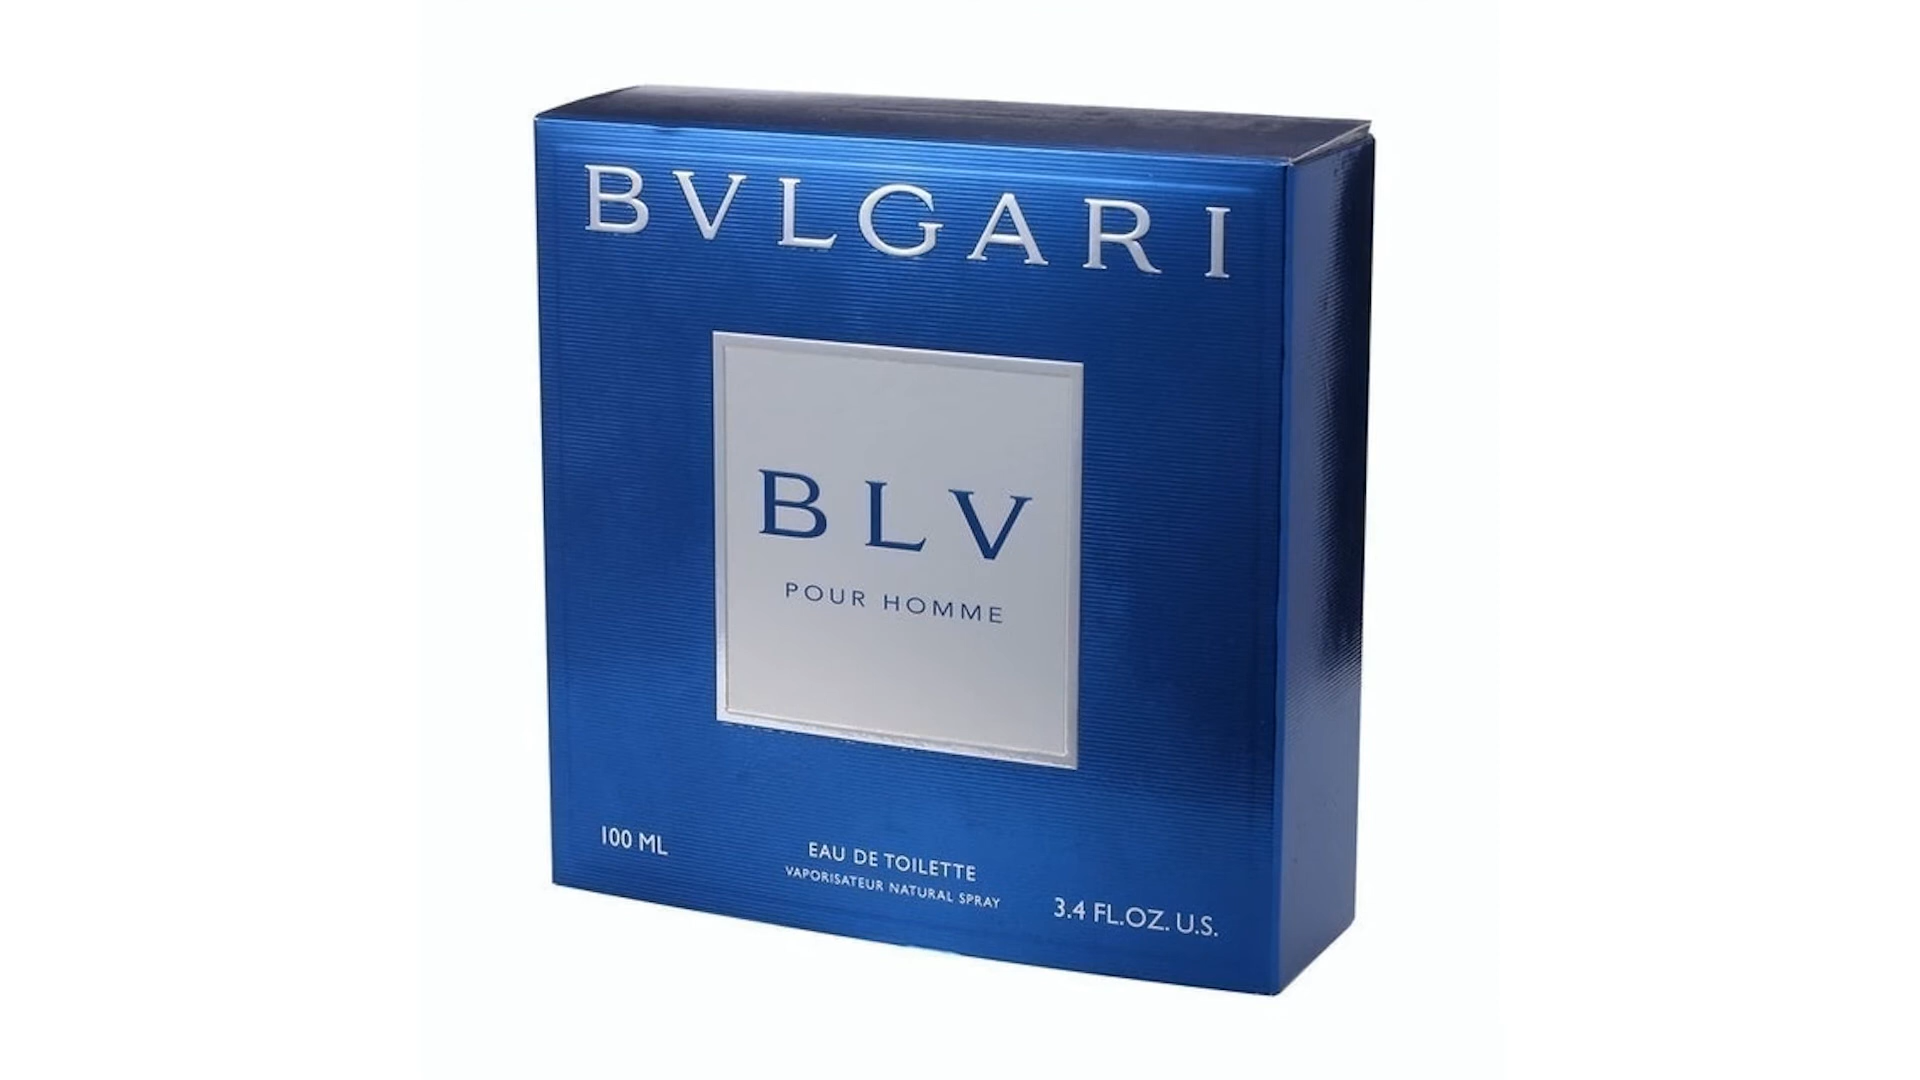 BVLGARI
BLV
POUR HOMME
100 ML
EAU DE TOILETTE
VAPORISATEUR NATURAL SPRAY
3.4 FL.OZ. U.S.